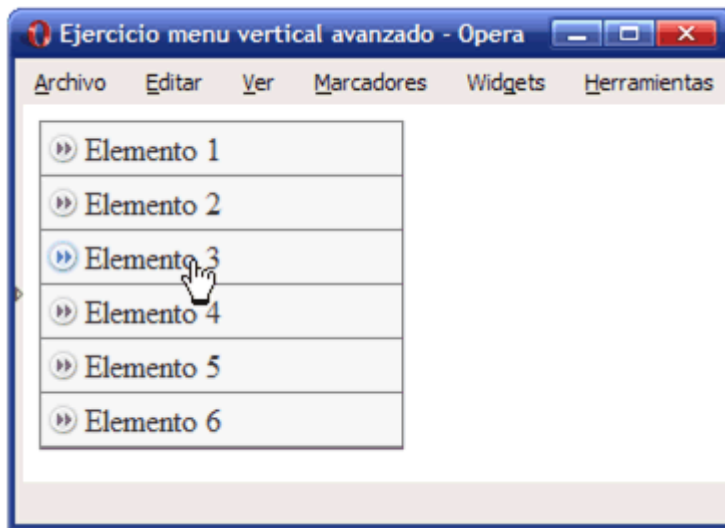 Ejercicio menu vertical avanzado - Opera
Archivo Editar Ver Marcadores Widgets Herramientas
Elemento 1
Elemento 2
Elemento 3
Elemento 4
Elemento 5
Elemento 6